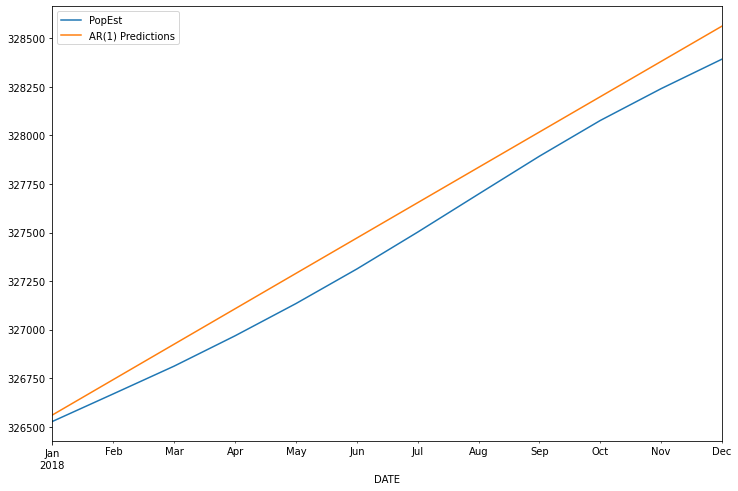 PopEst
AR(1) Predictions
328500
328250
328000
327750
327500
327250
327000
326750
326500
Jan Feb Mar Apr May Jun Jul Aug Sep Oct Nov Dec
2018
DATE